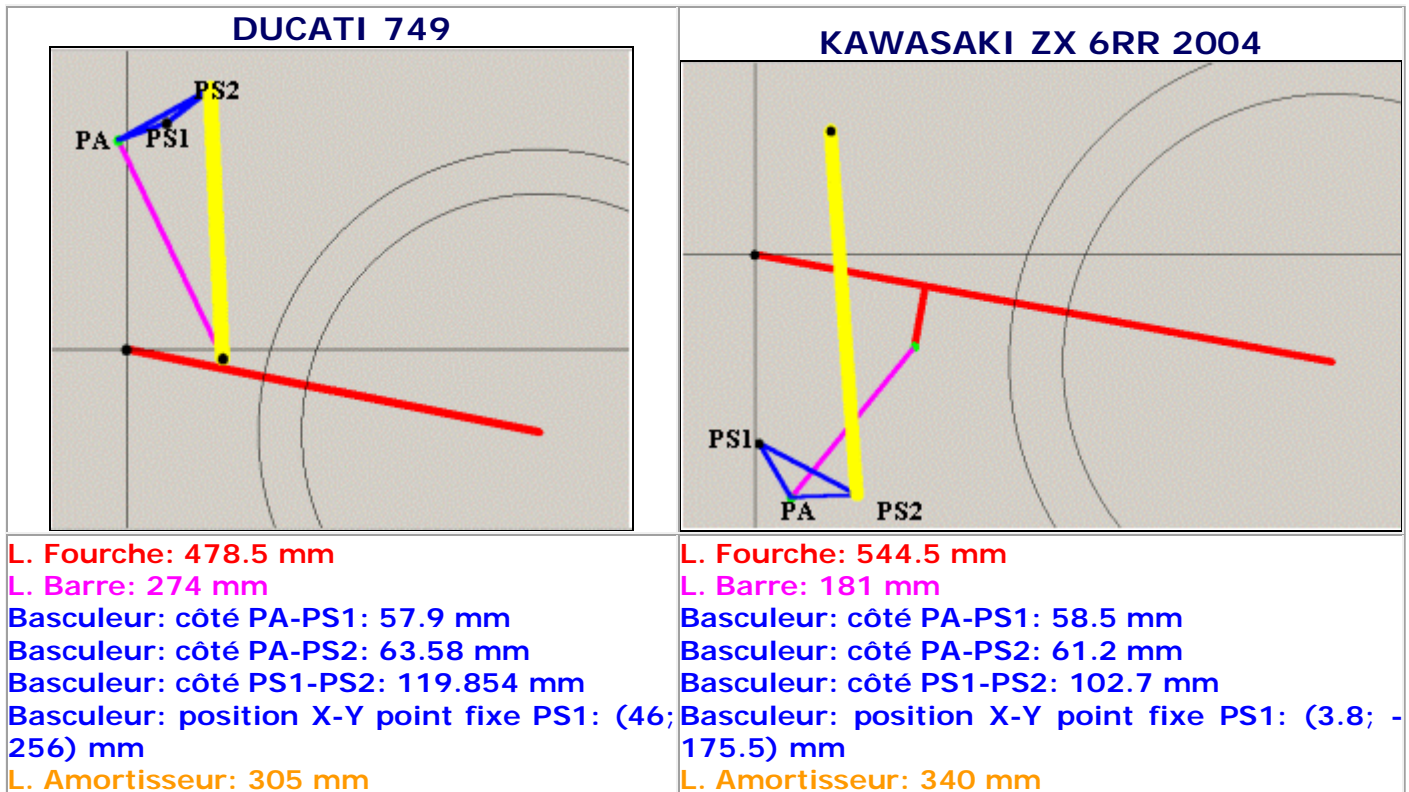 DUCATI 749
PS2
PA
PS1
L. Fourche: 478.5 mm
L. Barre: 274 mm
Basculeur: côté PA-PS1: 57.9 mm
Basculeur: côté PA-PS2: 63.58 mm
Basculeur: côté PS1-PS2: 119.854 mm
Basculeur: position X-Y point fixe PS1: (46;
256) mm
L. Amortisseur: 305 mm
KAWASAKI ZX 6RR 2004
PS1
PA
PS2
L. Fourche: 544.5 mm
L. Barre: 181 mm
Basculeur: côté PA-PS1: 58.5 mm
Basculeur: côté PA-PS2: 61.2 mm
Basculeur: côté PS1-PS2: 102.7 mm
Basculeur: position X-Y point fixe PS1: (3.8; -
175.5) mm
L. Amortisseur: 340 mm